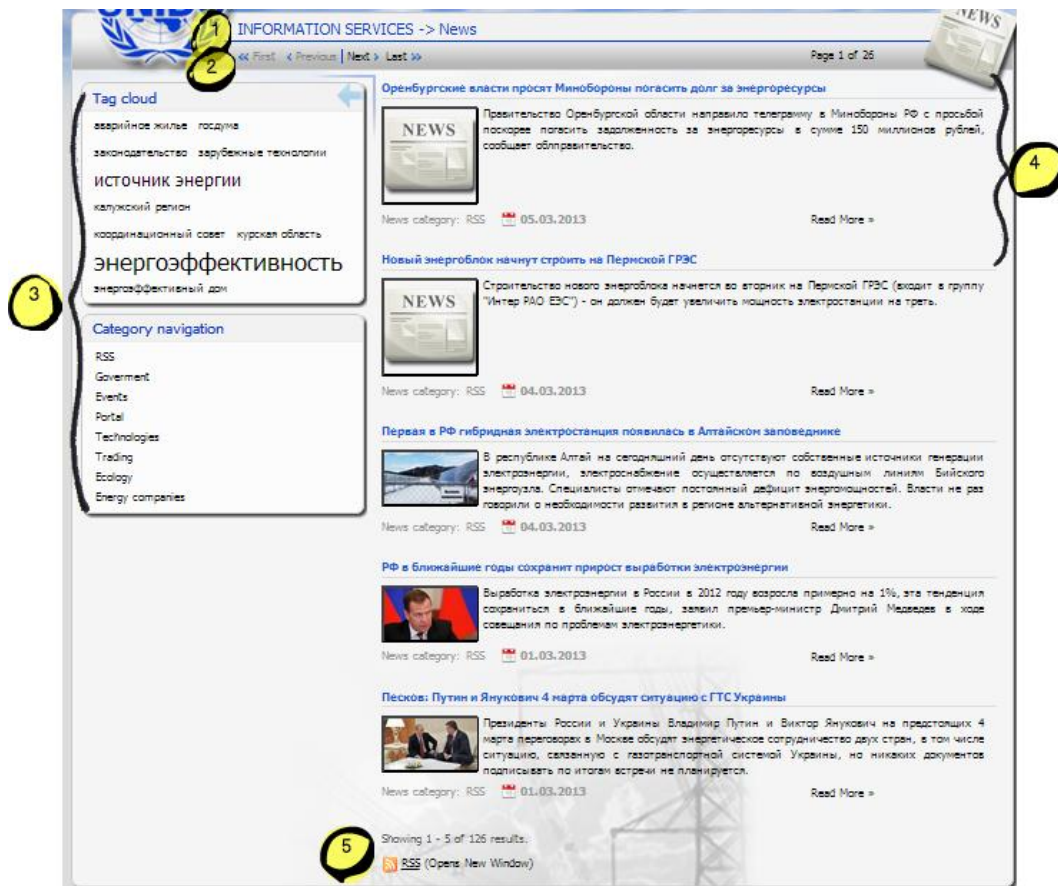 UNIDO
1
INFORMATION SERVICES -> News
2
« First ‹ Previous | Next › Last »
Page 1 of 26
NEWS
3
Tag cloud
аварийное жилье госдума
законодательство зарубежные технологии
источник энергии
калужский регион
координационный совет курская область
энергоэффективность
энергоэффективный дом
Category navigation
RSS
Goverment
Events
Portal
Technologies
Trading
Ecology
Energy companies
4
Оренбургские власти просят Минобороны погасить долг за энергоресурсы
NEWS
Правительство Оренбургской области направило телеграмму в Минобороны РФ с просьбой
поскорее погасить задолженность за энергоресурсы в сумме 150 миллионов рублей,
сообщает облправительство.
News category: RSS 05.03.2013 Read More »
Новый энергоблок начнут строить на Пермской ГРЭС
NEWS
Строительство нового энергоблока начнется во вторник на Пермской ГРЭС (входит в группу
"Интер РАО ЕЭС") - он должен будет увеличить мощность электростанции на треть.
News category: RSS 04.03.2013 Read More »
Первая в РФ гибридная электростанция появилась в Алтайском заповеднике
В республике Алтай на сегодняшний день отсутствуют собственные источники генерации
электроэнергии, электроснабжение осуществляется по воздушным линиям Бийского
энергоузла. Специалисты отмечают постоянный дефицит энергомощностей. Власти не раз
говорили о необходимости развития в регионе альтернативной энергетики.
News category: RSS 04.03.2013 Read More »
РФ в ближайшие годы сохранит прирост выработки электроэнергии
Выработка электроэнергии в России в 2012 году возросла примерно на 1%, эта тенденция
сохраниться в ближайшие годы, заявил премьер-министр Дмитрий Медведев в ходе
совещания по проблемам электроэнергетики.
News category: RSS 01.03.2013 Read More »
Песков: Путин и Янукович 4 марта обсудят ситуацию с ГТС Украины
Президенты России и Украины Владимир Путин и Виктор Янукович на предстоящих 4
марта переговорах в Москве обсудят энергетическое сотрудничество двух стран, в том числе
ситуацию, связанную с газотранспортной системой Украины, но никаких документов
подписывать по итогам встречи не планируется.
News category: RSS 01.03.2013 Read More »
5
Showing 1 - 5 of 126 results.
RSS (Opens New Window)